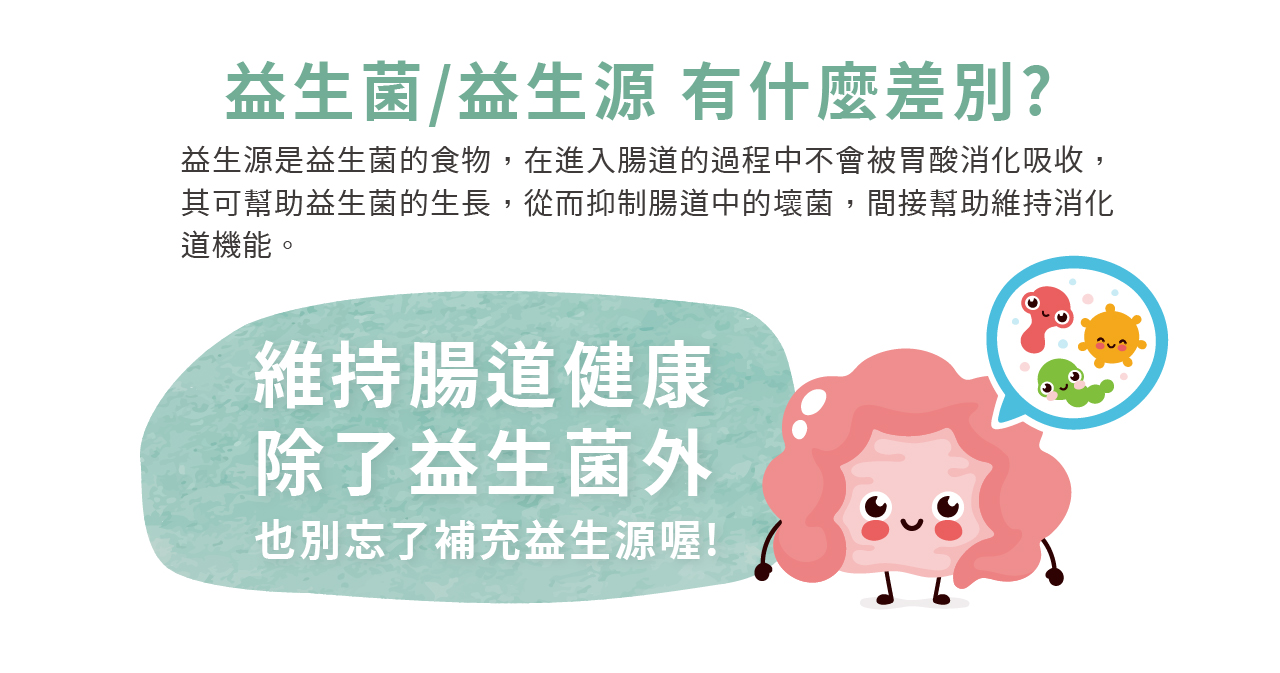 益生菌/益生源 有什麼差別?
益生源是益生菌的食物，在進入腸道的過程中不會被胃酸消化吸收，
其可幫助益生菌的生長，從而抑制腸道中的壞菌，間接幫助維持消化
道機能。
維持腸道健康
除了益生菌外
也別忘了補充益生源喔!